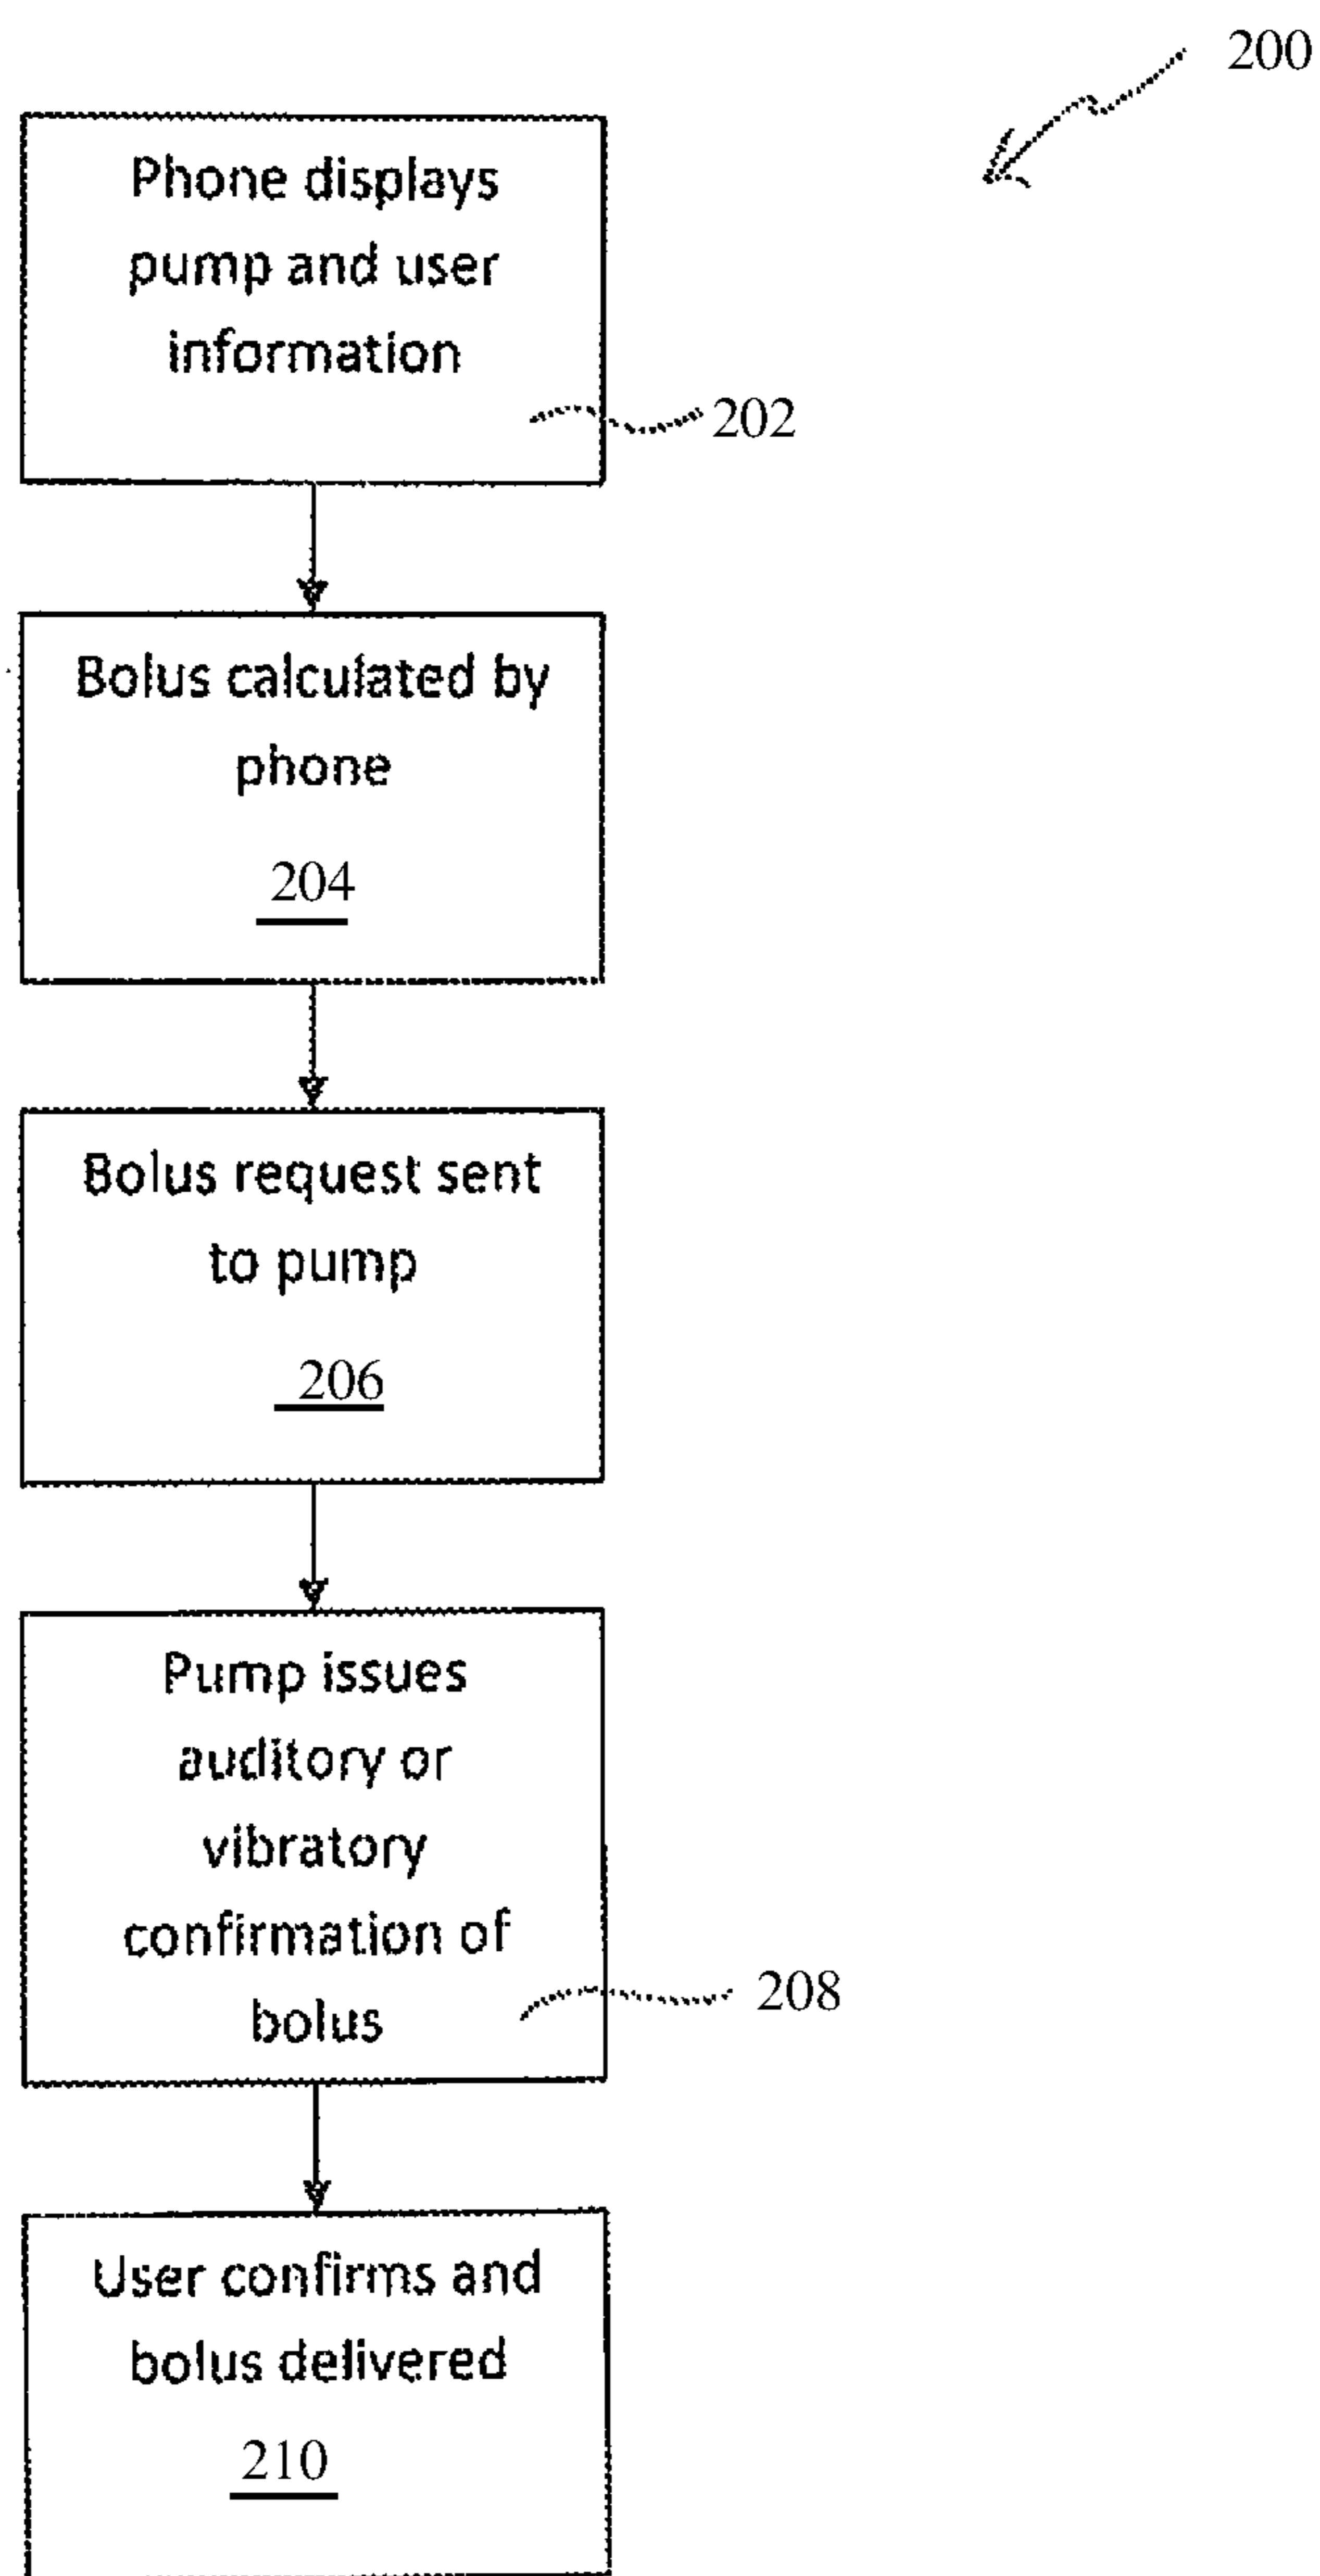 200
Phone displays
pump and user
information
202
Bolus calculated by
phone
204
Bolus request sent
to pump
206
Pump issues
auditory or
vibratory
confirmation of
bolus
208
User confirms and
bolus delivered
210